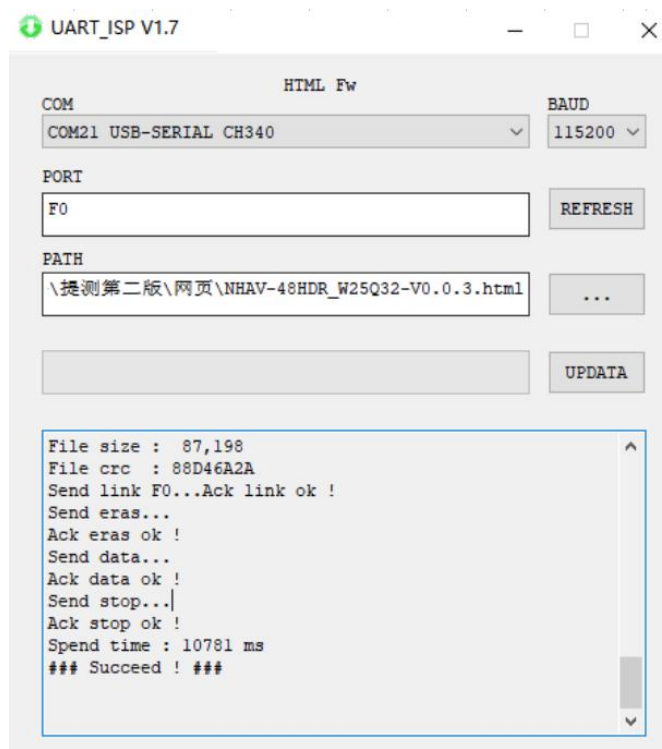 UART_ISP V1.7
HTML Fw
COM
BAUD
COM21 USB-SERIAL CH340
115200
PORT
F0
REFRESH
PATH
\提测第二版\网页\NHAV-48HDR_W25Q32-V0.0.3.html
...
UPDATA
File size :  87,198
File crc  : 88D46A2A
Send link F0...Ack link ok !
Send eras...
Ack eras ok !
Send data...
Ack data ok !
Send stop...
Ack stop ok !
Spend time : 10781 ms
### Succeed ! ###